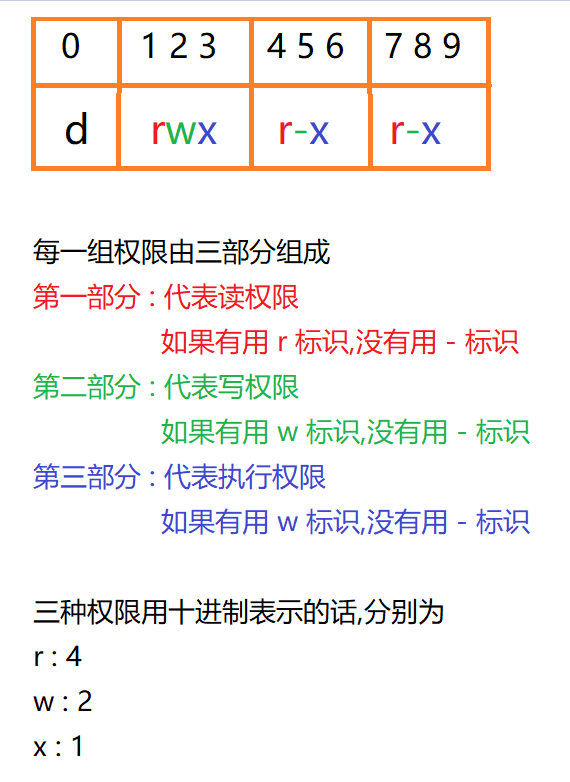 0 1 2 3 4 5 6 7 8 9
d rwx r-x r-x
每一组权限由三部分组成
第一部分 : 代表读权限
如果有用 r 标识,没有用 - 标识
第二部分 : 代表写权限
如果有用 w 标识,没有用 - 标识
第三部分 : 代表执行权限
如果有用 w 标识,没有用 - 标识
三种权限用十进制表示的话,分别为
r : 4
w : 2
x : 1